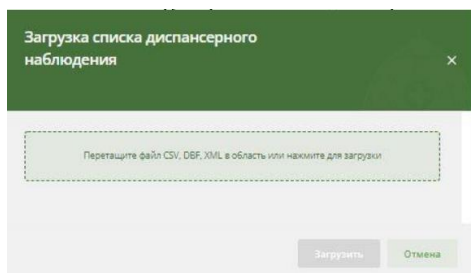 Загрузка списка диспансерного
наблюдения
Перетащите файл CSV, DBF, XML в область или нажмите для загрузки
Загрузить
Отмена